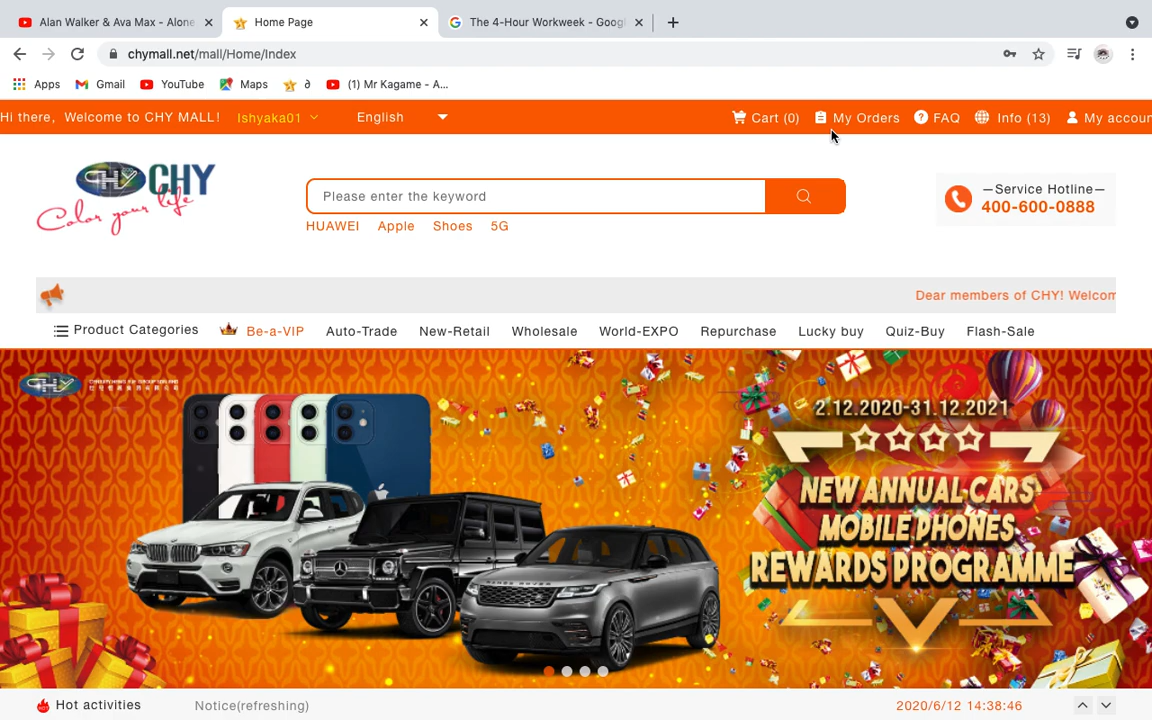 Alan Walker & Ava Max - Alone
Home Page
The 4-Hour Workweek - Googl
chymall.net/mall/Home/Index
Apps Gmail YouTube Maps ∂ (1) Mr Kagame - A...
Hi there, Welcome to CHY MALL! Ishyaka01 English Cart (0) My Orders FAQ Info (13) My accoun
CHY CHY
Color your life
Please enter the keyword
HUAWEI Apple Shoes 5G
—Service Hotline—
400-600-0888
Dear members of CHY! Welcom
Product Categories Be-a-VIP Auto-Trade New-Retail Wholesale World-EXPO Repurchase Lucky buy Quiz-Buy Flash-Sale
CHY
2.12.2020-31.12.2021
NEW ANNUAL CARS
MOBILE PHONES
REWARDS PROGRAMME
RANGE ROVER
Hot activities Notice(refreshing) 2020/6/12 14:38:46